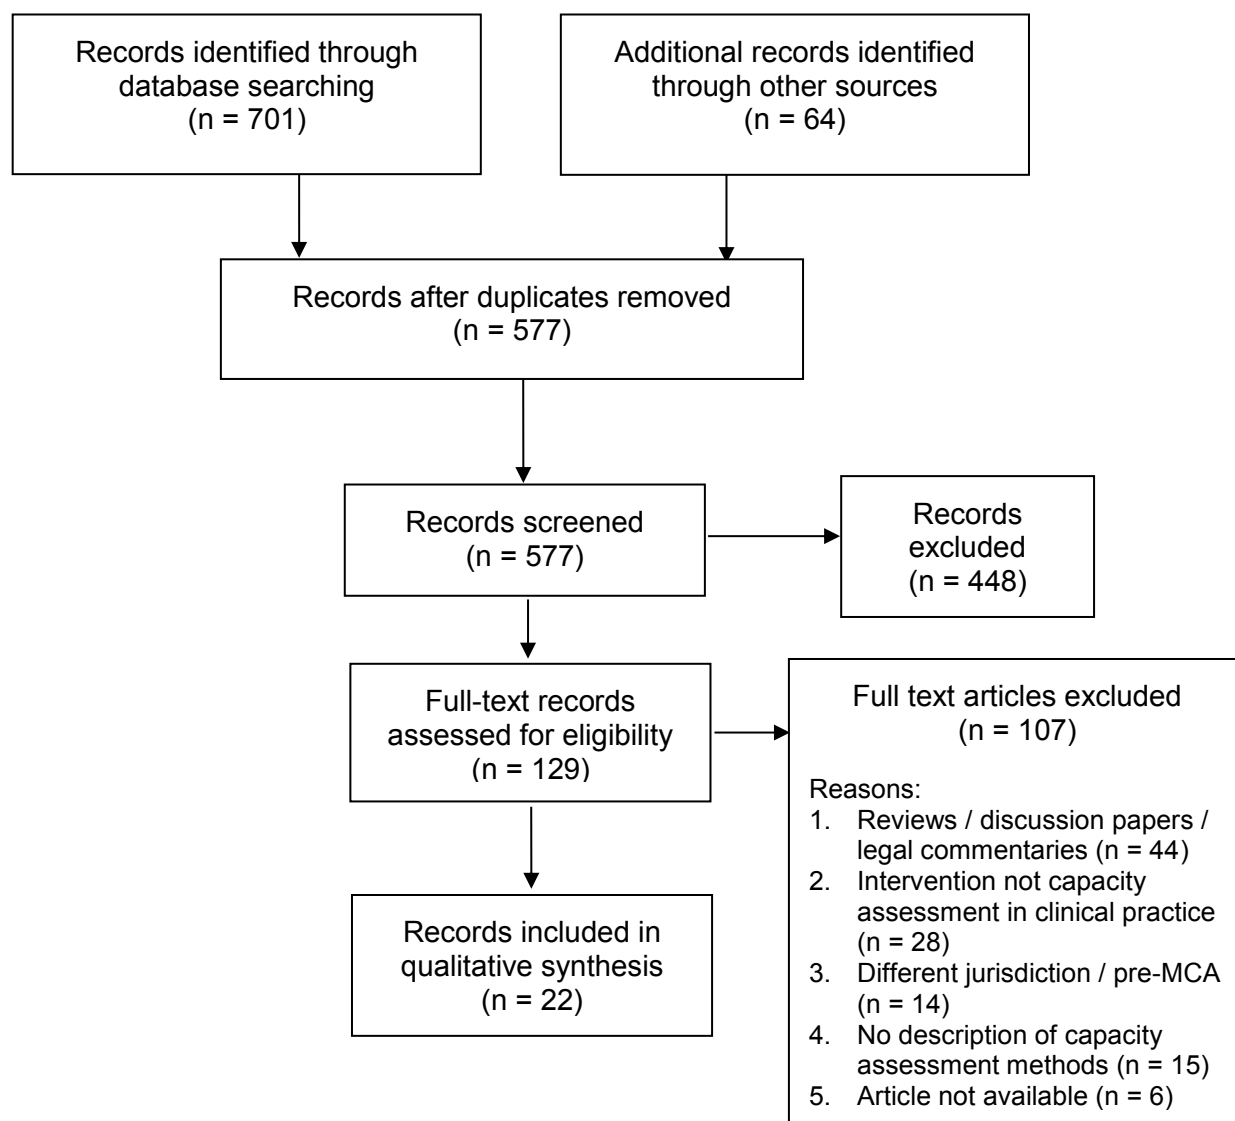 Records identified through
database searching
(n = 701)
Additional records identified
through other sources
(n = 64)
Records after duplicates removed
(n = 577)
Records screened
(n = 577)
Records
excluded
(n = 448)
Full-text records
assessed for eligibility
(n = 129)
Full text articles excluded
(n = 107)
Reasons:
1. Reviews / discussion papers /
legal commentaries (n = 44)
2. Intervention not capacity
assessment in clinical practice
(n = 28)
3. Different jurisdiction / pre-MCA
(n = 14)
4. No description of capacity
assessment methods (n = 15)
5. Article not available (n = 6)
Records included in
qualitative synthesis
(n = 22)